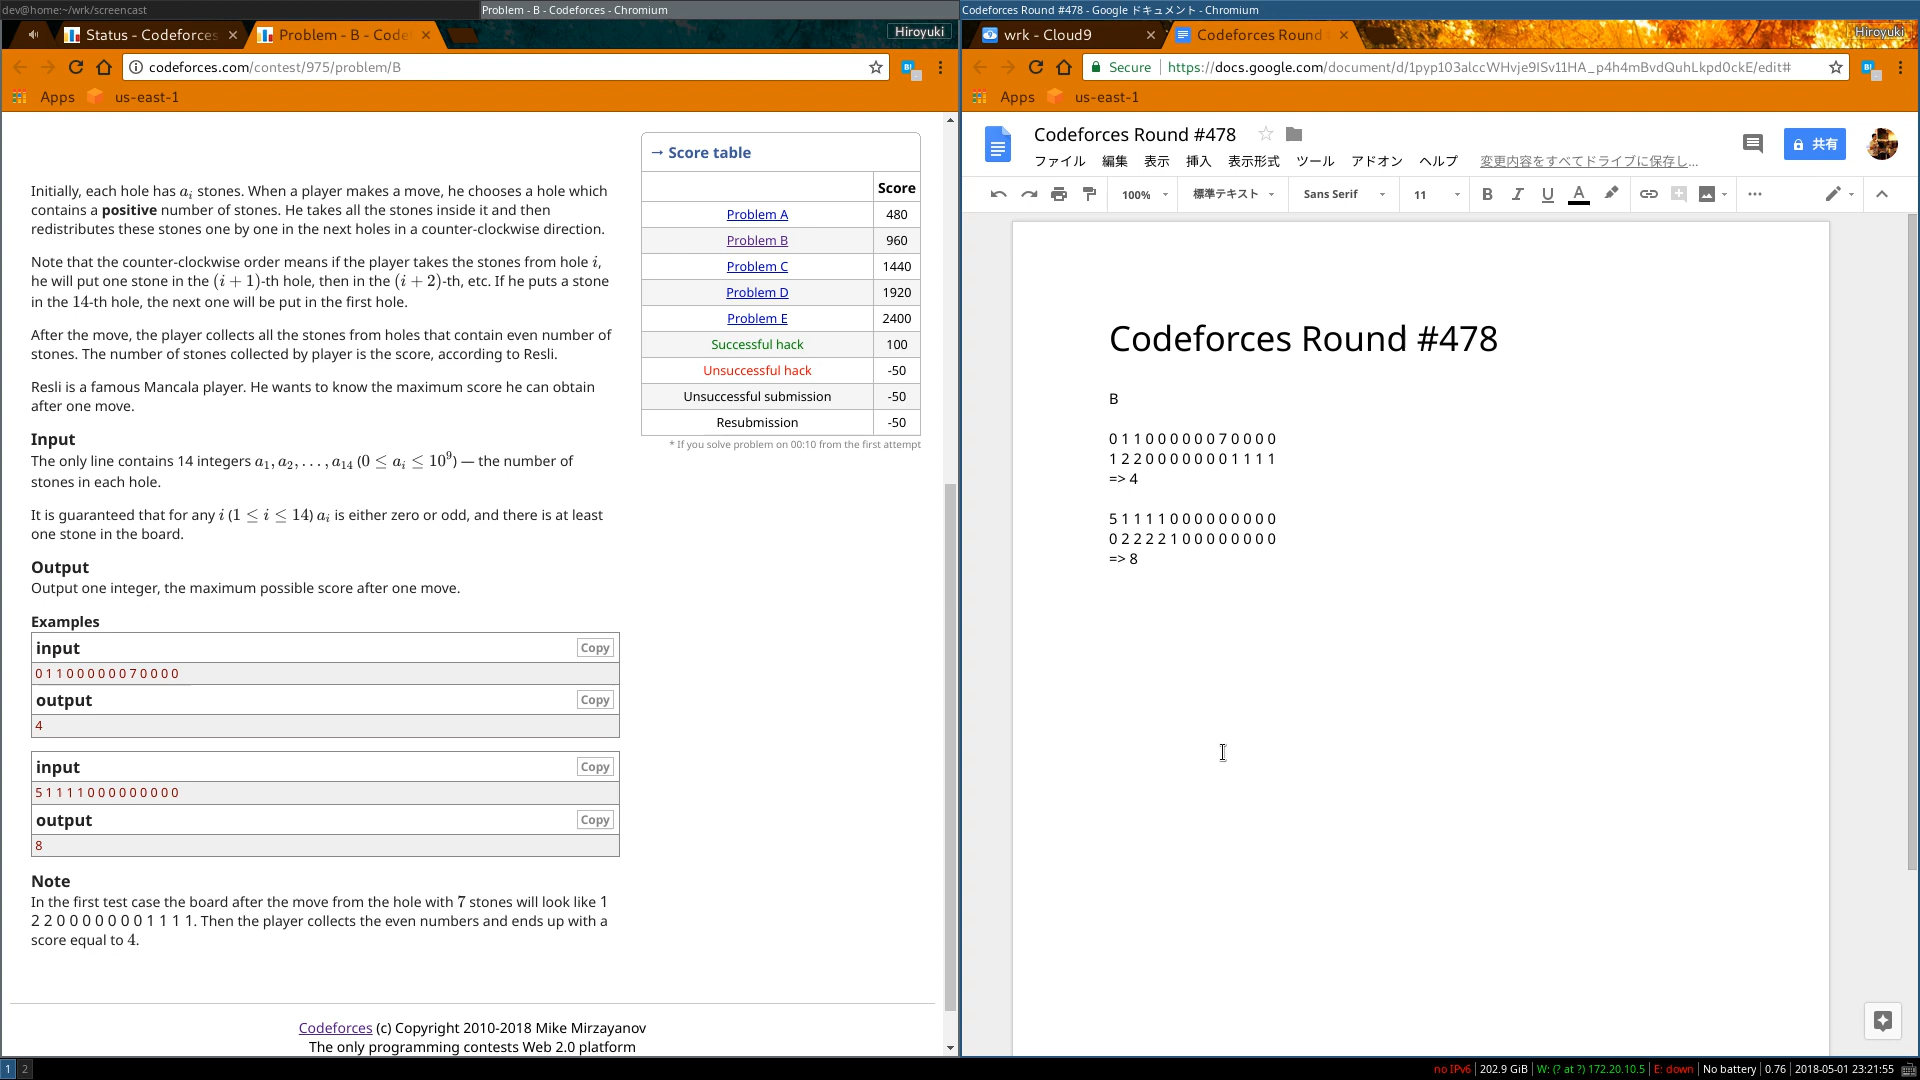 dev@home:~/wrk/screencast
Problem - B - Codeforces - Chromium
Codeforces Round #478 - Google ドキュメント - Chromium
Status - Codeforces
Problem - B - Code
Hiroyuki
wrk - Cloud9
Codeforces Round
Hiroyuki
codeforces.com/contest/975/problem/B
Secure
https://docs.google.com/document/d/1pyp103alccWHvje9ISv11HA_p4h4mBvdQuhLkpd0ckE/edit#
Apps
us-east-1
Apps
us-east-1
Initially, each hole has a_i stones. When a player makes a move, he chooses a hole which
contains a positive number of stones. He takes all the stones inside it and then
redistributes these stones one by one in the next holes in a counter-clockwise direction.
Note that the counter-clockwise order means if the player takes the stones from hole i,
he will put one stone in the (i + 1)-th hole, then in the (i + 2)-th, etc. If he puts a stone
in the 14-th hole, the next one will be put in the first hole.
After the move, the player collects all the stones from holes that contain even number of
stones. The number of stones collected by player is the score, according to Resli.
Resli is a famous Mancala player. He wants to know the maximum score he can obtain
after one move.
Input
The only line contains 14 integers a_1, a_2, . . . , a_14 (0 ≤ a_i ≤ 10^9) — the number of
stones in each hole.
It is guaranteed that for any i (1 ≤ i ≤ 14) a_i is either zero or odd, and there is at least
one stone in the board.
Output
Output one integer, the maximum possible score after one move.
Examples
input
Copy
0 1 1 0 0 0 0 0 0 7 0 0 0 0
output
Copy
4
input
Copy
5 1 1 1 1 0 0 0 0 0 0 0 0 0
output
Copy
8
Note
In the first test case the board after the move from the hole with 7 stones will look like 1
2 2 0 0 0 0 0 0 0 1 1 1 1. Then the player collects the even numbers and ends up with a
score equal to 4.
Codeforces (c) Copyright 2010-2018 Mike Mirzayanov
The only programming contests Web 2.0 platform
→ Score table
Score
Problem A 480
Problem B 960
Problem C 1440
Problem D 1920
Problem E 2400
Successful hack 100
Unsuccessful hack -50
Unsuccessful submission -50
Resubmission -50
* If you solve problem on 00:10 from the first attempt
Codeforces Round #478
共有
ファイル 編集 表示 挿入 表示形式 ツール アドオン ヘルプ 変更内容をすべてドライブに保存し...
100% 標準テキスト Sans Serif 11 B I U A
Codeforces Round #478
B
0 1 1 0 0 0 0 0 0 7 0 0 0 0
1 2 2 0 0 0 0 0 0 0 1 1 1 1
=> 4
5 1 1 1 1 0 0 0 0 0 0 0 0 0
0 2 2 2 2 1 0 0 0 0 0 0 0 0
=> 8
1 2
no IPv6 202.9 GiB W: (? at ?) 172.20.10.5 E: down No battery 0.76 2018-05-01 23:21:55